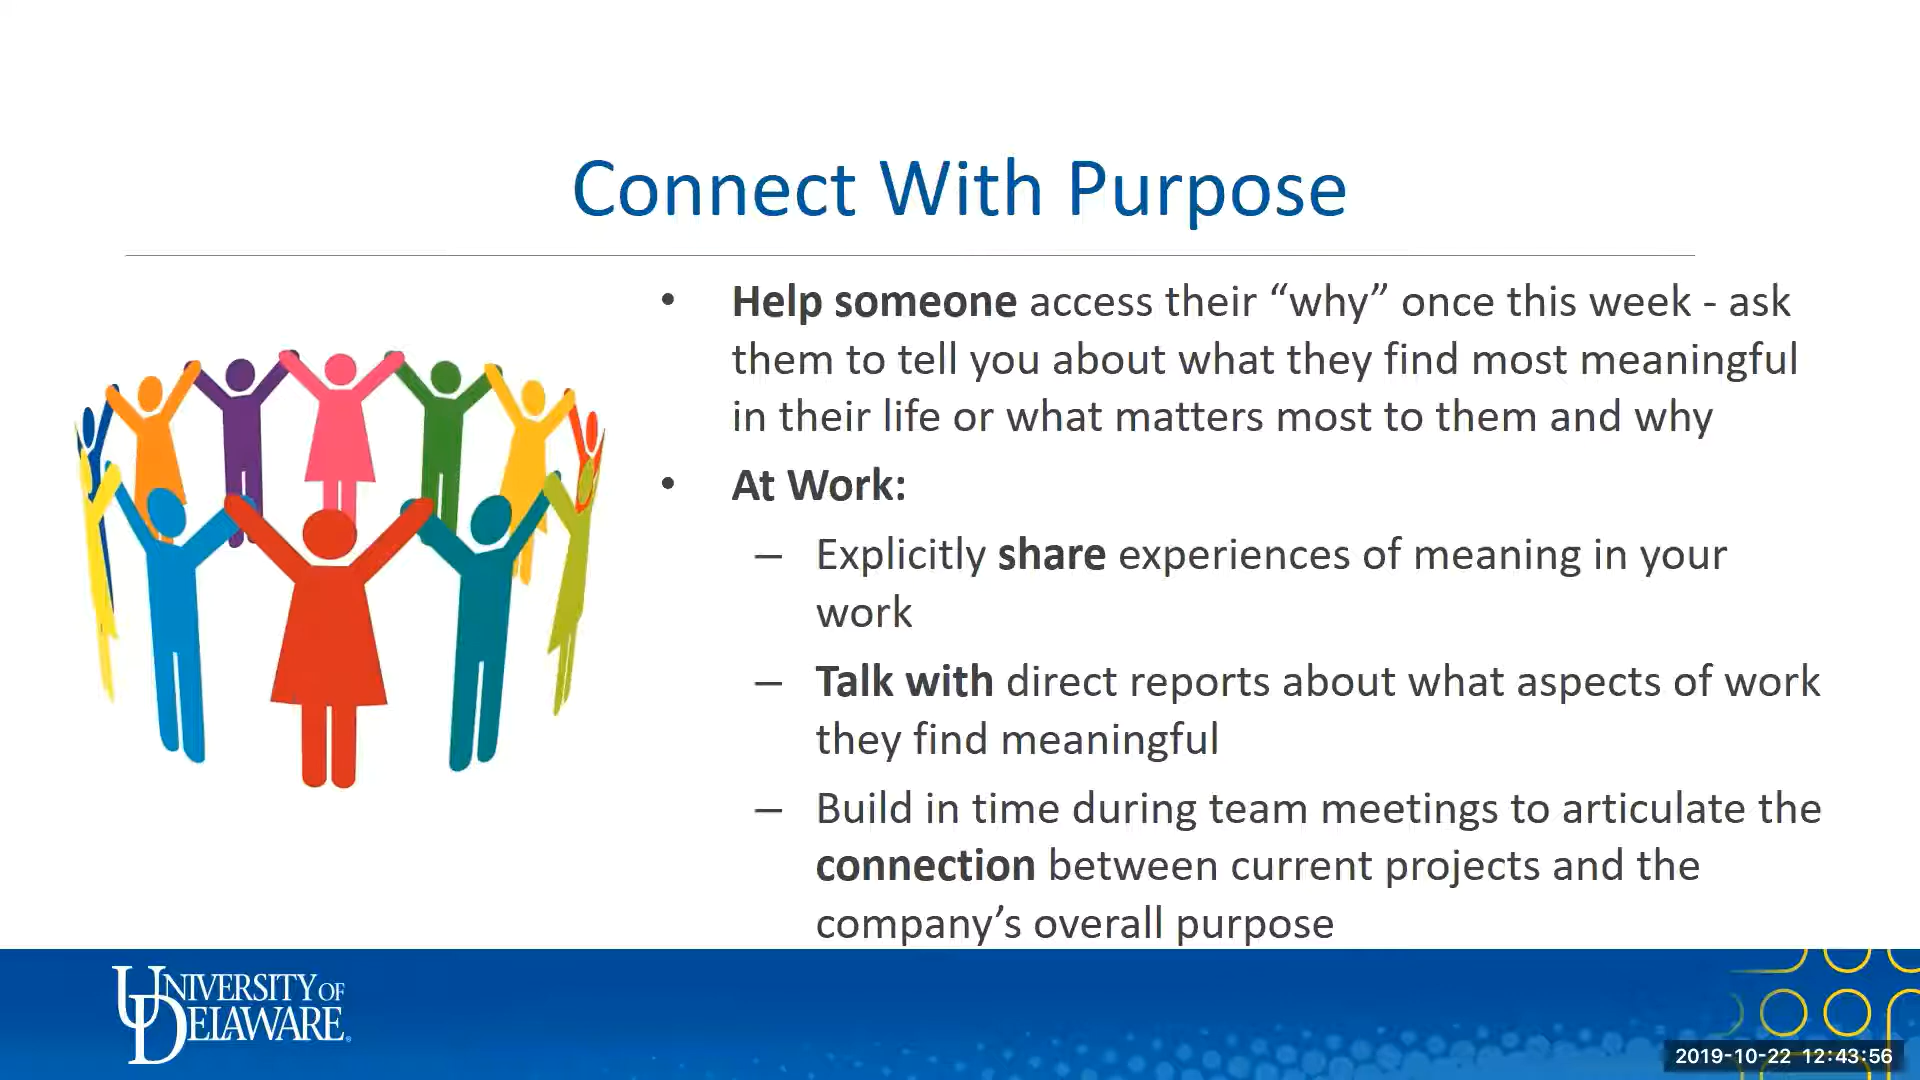 Connect With Purpose
• Help someone access their “why” once this week - ask
them to tell you about what they find most meaningful
in their life or what matters most to them and why
• At Work:
– Explicitly share experiences of meaning in your
work
– Talk with direct reports about what aspects of work
they find meaningful
– Build in time during team meetings to articulate the
connection between current projects and the
company’s overall purpose
UNIVERSITY OF
DELAWARE®
2019-10-22 12:43:56